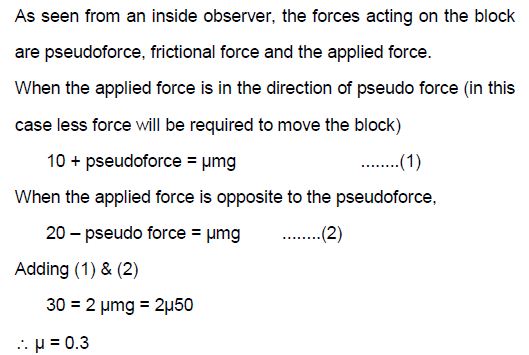 As seen from an inside observer, the forces acting on the block
are pseudoforce, frictional force and the applied force.
When the applied force is in the direction of pseudo force (in this
case less force will be required to move the block)
10 + pseudoforce = μmg ........(1)
When the applied force is opposite to the pseudoforce,
20 – pseudo force = μmg ........(2)
Adding (1) & (2)
30 = 2 μmg = 2μ50
∴ μ = 0.3